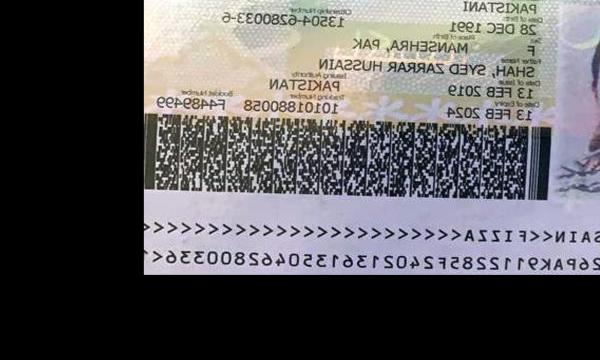 PAKISTANI
Date of Birth Citizenship Number
28 DEC 1991 13504-6280033-6
Sex Place of Birth
F MANSEHRA, PAK
Father Name
SHAH, SYED ZARRAR HUSSAIN
Date of Issue Issuing Authority
13 FEB 2019 PAKISTAN
Date of Expiry Tracking Number Booklet Number
13 FEB 2024 10101880058 F4489499
SAIN<<FIZZA<<<<<<<<<<<<<<<<<<<<<<<<<<
26PAK9112285F24021361350462800336<